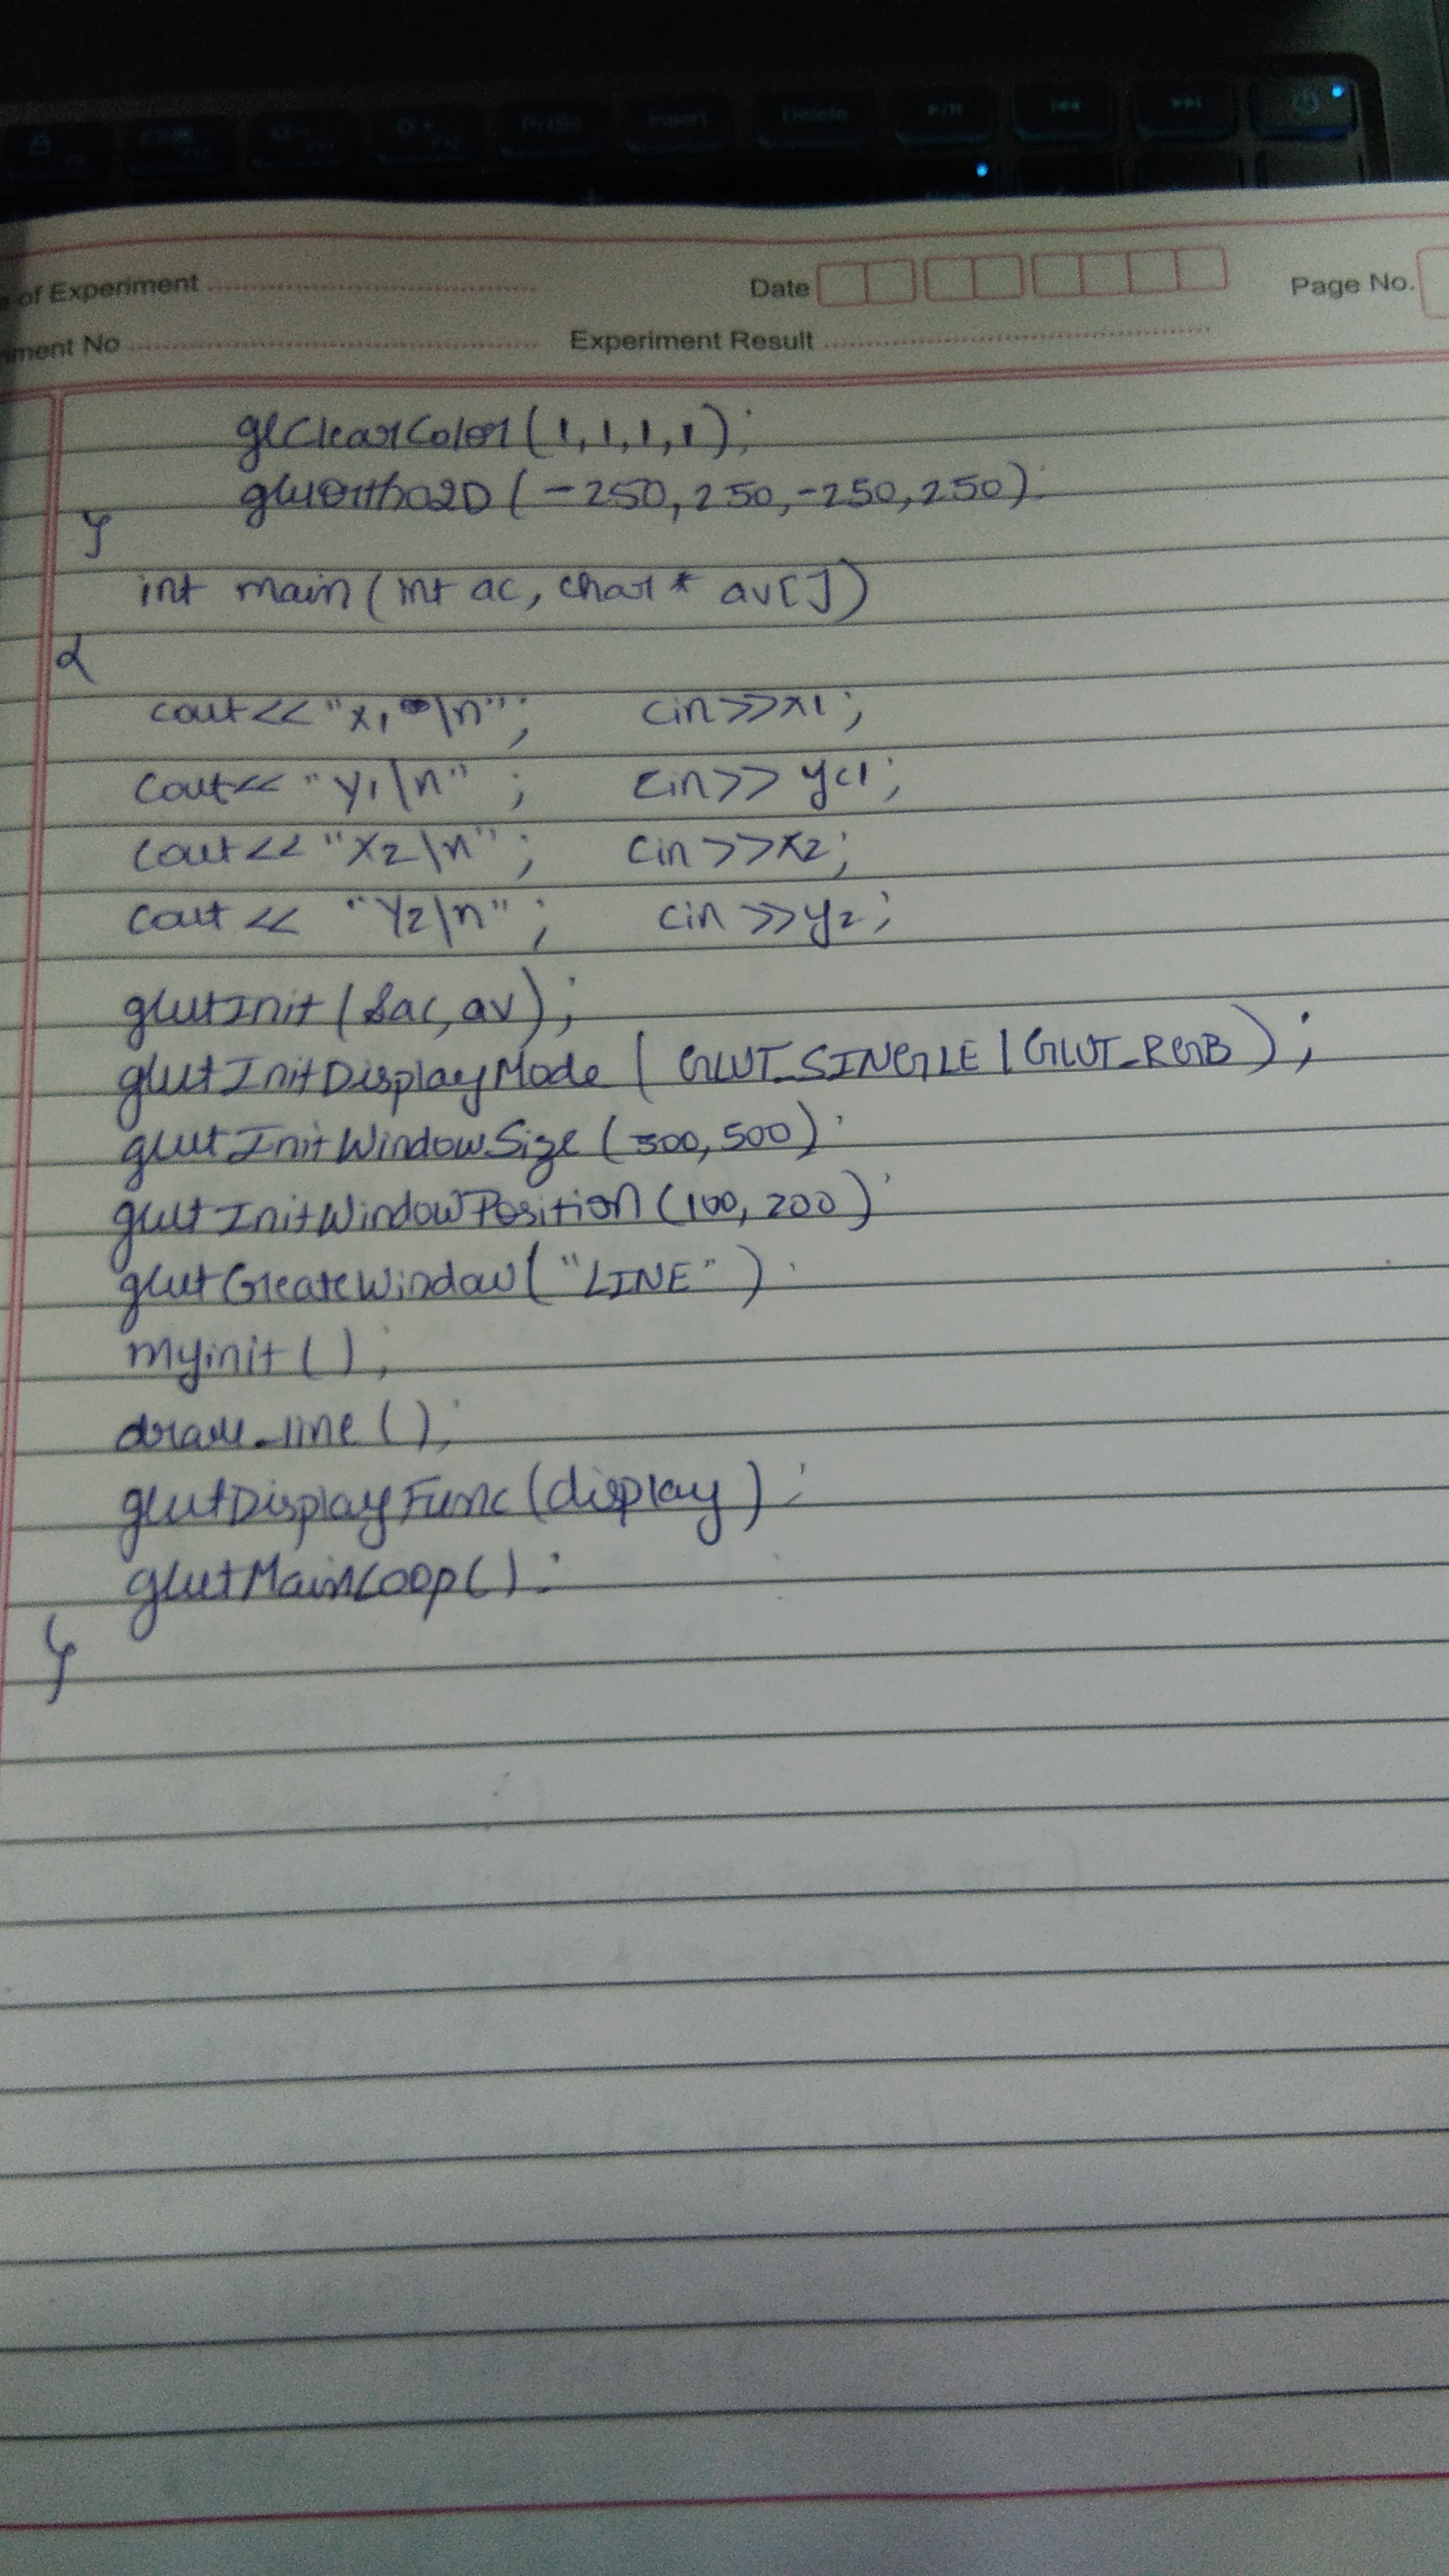 e of Experiment Date Page No.
riment No Experiment Result
glClearColor(1,1,1,1);
gluOrtho2D(-250,250,-250,250);
}
int main(int ac, char* av[])
{
cout<<"x1\n"; cin>>x1;
cout<<"y1\n"; cin>>yc1;
cout<<"x2\n"; cin>>x2;
cout<< "y2\n"; cin>>y2;
glutInit(&ac, av);
glutInitDisplayMode(GLUT_SINGLE|GLUT_RGB);
glutInitWindowSize(500,500);
glutInitWindowPosition(100,200);
glutCreateWindow("LINE");
myinit();
draw_line();
glutDisplayFunc(display);
glutMainLoop();
}